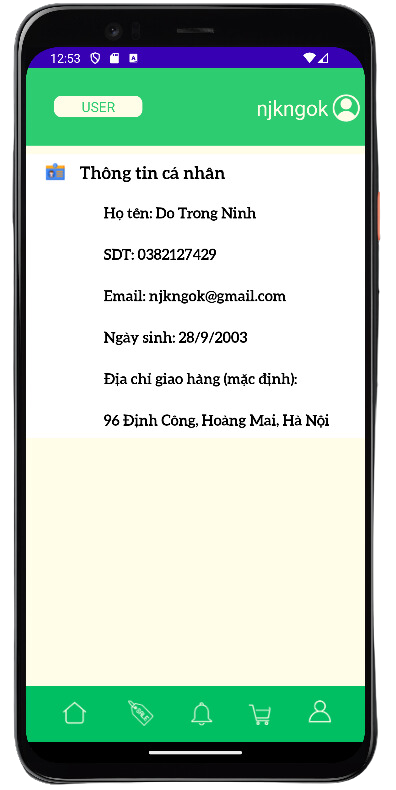 12:53
USER
njkngok
Thông tin cá nhân
Họ tên: Do Trong Ninh
SDT: 0382127429
Email: njkngok@gmail.com
Ngày sinh: 28/9/2003
Địa chỉ giao hàng (mặc định):
96 Định Công, Hoàng Mai, Hà Nội
SALE